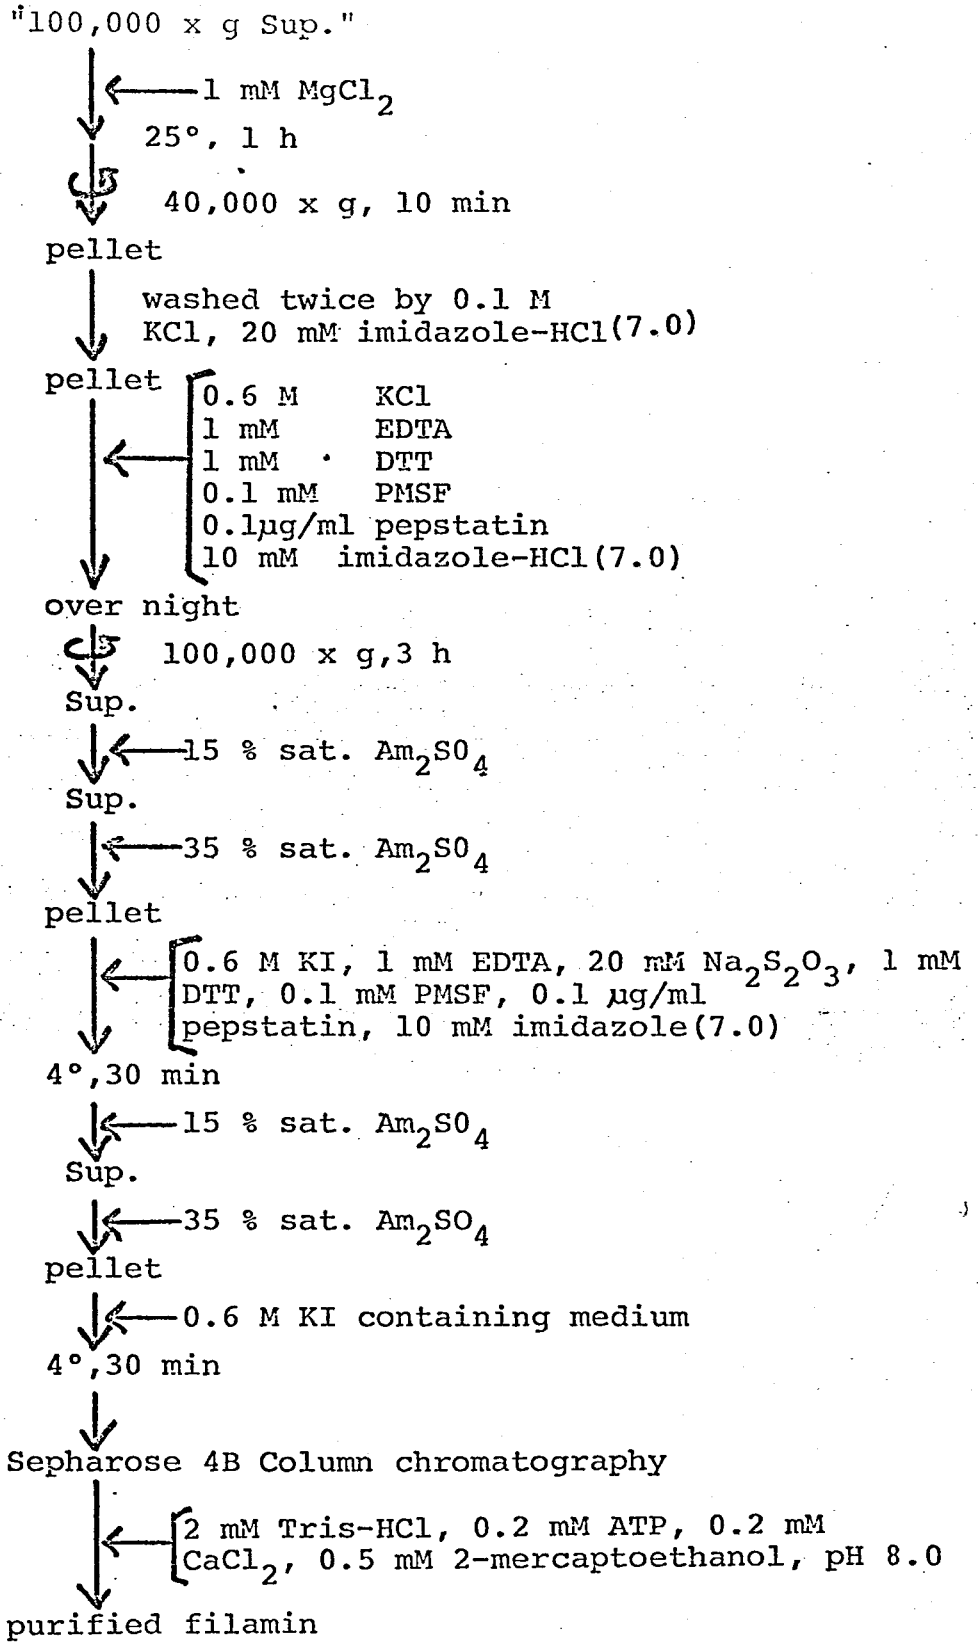 "100,000 x g Sup."
1 mM MgCl2
25°, 1 h
40,000 x g, 10 min
pellet
washed twice by 0.1 M
KCl, 20 mM imidazole-HCl(7.0)
pellet
0.6 M KCl
1 mM EDTA
1 mM DTT
0.1 mM PMSF
0.1µg/ml pepstatin
10 mM imidazole-HCl(7.0)
over night
100,000 x g,3 h
Sup.
15 % sat. Am2SO4
Sup.
35 % sat. Am2SO4
pellet
0.6 M KI, 1 mM EDTA, 20 mM Na2S2O3, 1 mM
DTT, 0.1 mM PMSF, 0.1 µg/ml
pepstatin, 10 mM imidazole(7.0)
4°,30 min
15 % sat. Am2SO4
Sup.
35 % sat. Am2SO4
pellet
0.6 M KI containing medium
4°,30 min
Sepharose 4B Column chromatography
2 mM Tris-HCl, 0.2 mM ATP, 0.2 mM
CaCl2, 0.5 mM 2-mercaptoethanol, pH 8.0
purified filamin